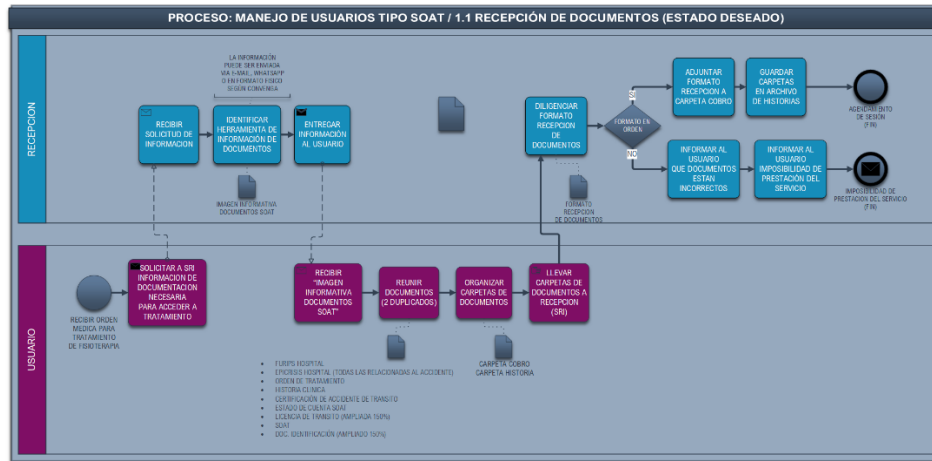 PROCESO: MANEJO DE USUARIOS TIPO SOAT / 1.1 RECEPCIÓN DE DOCUMENTOS (ESTADO DESEADO)
RECEPCION
LA INFORMACIÓN
PUEDE SER ENVIADA
VIA E-MAIL, WHATSAPP
O EN FORMATO FISICO
SEGÚN CONVENGA
RECIBIR
SOLICITUD DE
INFORMACION
IDENTIFICAR
HERRAMIENTA DE
INFORMACIÓN DE
DOCUMENTOS
ENTREGAR
INFORMACIÓN
AL USUARIO
IMAGEN INFORMATIVA
DOCUMENTOS SOAT
DILIGENCIAR
FORMATO
RECEPCION
DE
DOCUMENTOS
FORMATO
RECEPCION
DE DOCUMENTOS
FORMATO EN
ORDEN
SI
ADJUNTAR
FORMATO
RECEPCION A
CARPETA COBRO
GUARDAR
CARPETAS
EN ARCHIVO
DE HISTORIAS
AGENDAMIENTO
DE SESIÓN
(FIN)
NO
INFORMAR AL
USUARIO
QUE DOCUMENTOS
ESTAN
INCORRECTOS
INFORMAR AL
USUARIO
IMPOSIBILIDAD DE
PRESTACIÓN DEL
SERVICIO
IMPOSIBILIDAD DE
PRESTACION DEL SERVICIO
(FIN)
USUARIO
RECIBIR ORDEN
MEDICA PARA
TRATAMIENTO
DE FISIOTERAPIA
SOLICITAR A SRI
INFORMACION DE
DOCUMENTACION
NECESARIA
PARA ACCEDER A
TRATAMIENTO
RECIBIR
"IMAGEN
INFORMATIVA
DOCUMENTOS
SOAT"
REUNIR
DOCUMENTOS
(2 DUPLICADOS)
ORGANIZAR
CARPETAS DE
DOCUMENTOS
LLEVAR
CARPETAS DE
DOCUMENTOS A
RECEPCION
(SRI)
CARPETA COBRO
CARPETA HISTORIA
• FURIPS HOSPITAL
• EPICRISIS HOSPITAL (TODAS LAS RELACIONADAS AL ACCIDENTE)
• ORDEN DE TRATAMIENTO
• HISTORIA CLINICA
• CERTIFICACIÓN DE ACCIDENTE DE TRANSITO
• ESTADO DE CUENTA SOAT
• LICENCIA DE TRANSITO (AMPLIADA 150%)
• SOAT
• DOC. IDENTIFICACIÓN (AMPLIADO 150%)